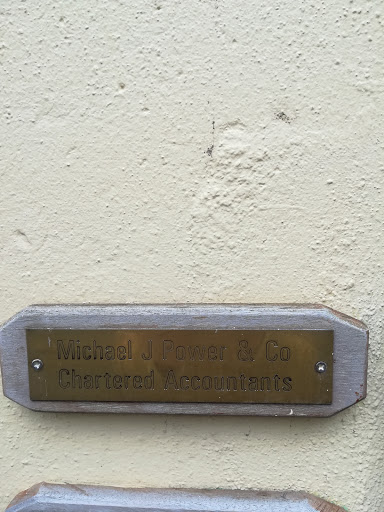 Michael J Power & Co
Chartered Accountants